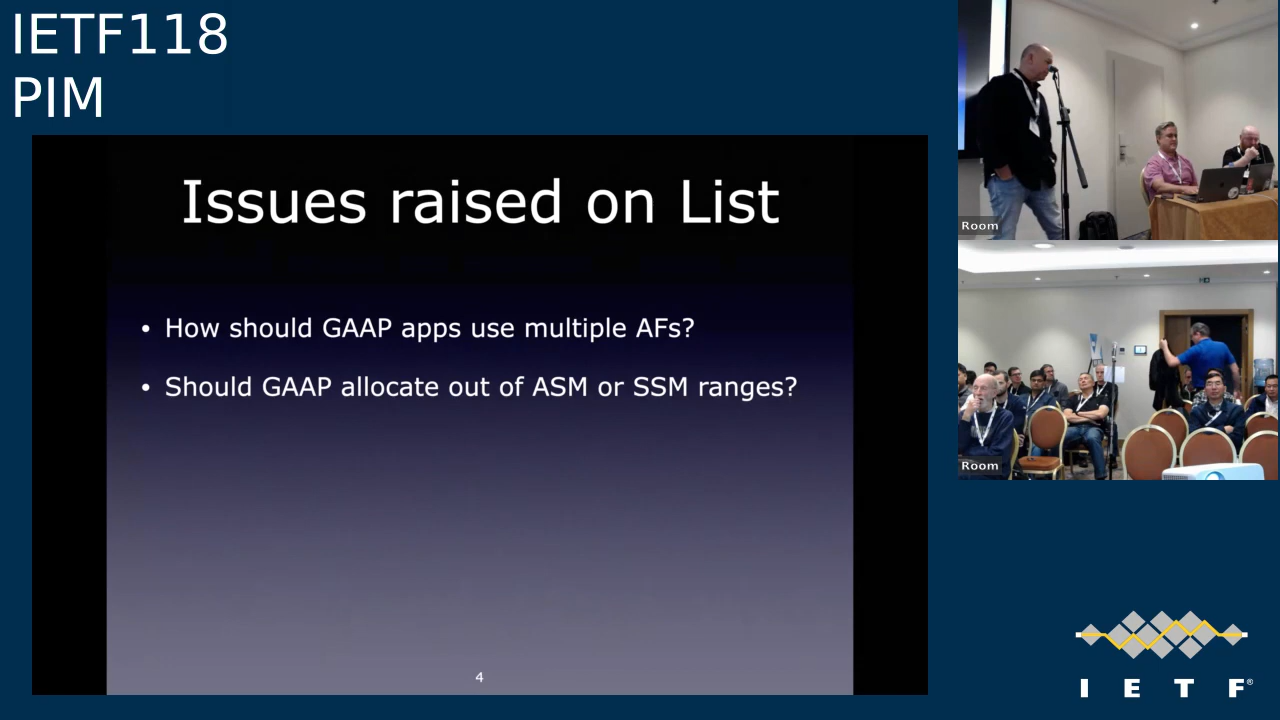 IETF118
PIM
Issues raised on List
• How should GAAP apps use multiple AFs?
• Should GAAP allocate out of ASM or SSM ranges?
4
Room
Room
I E T F®